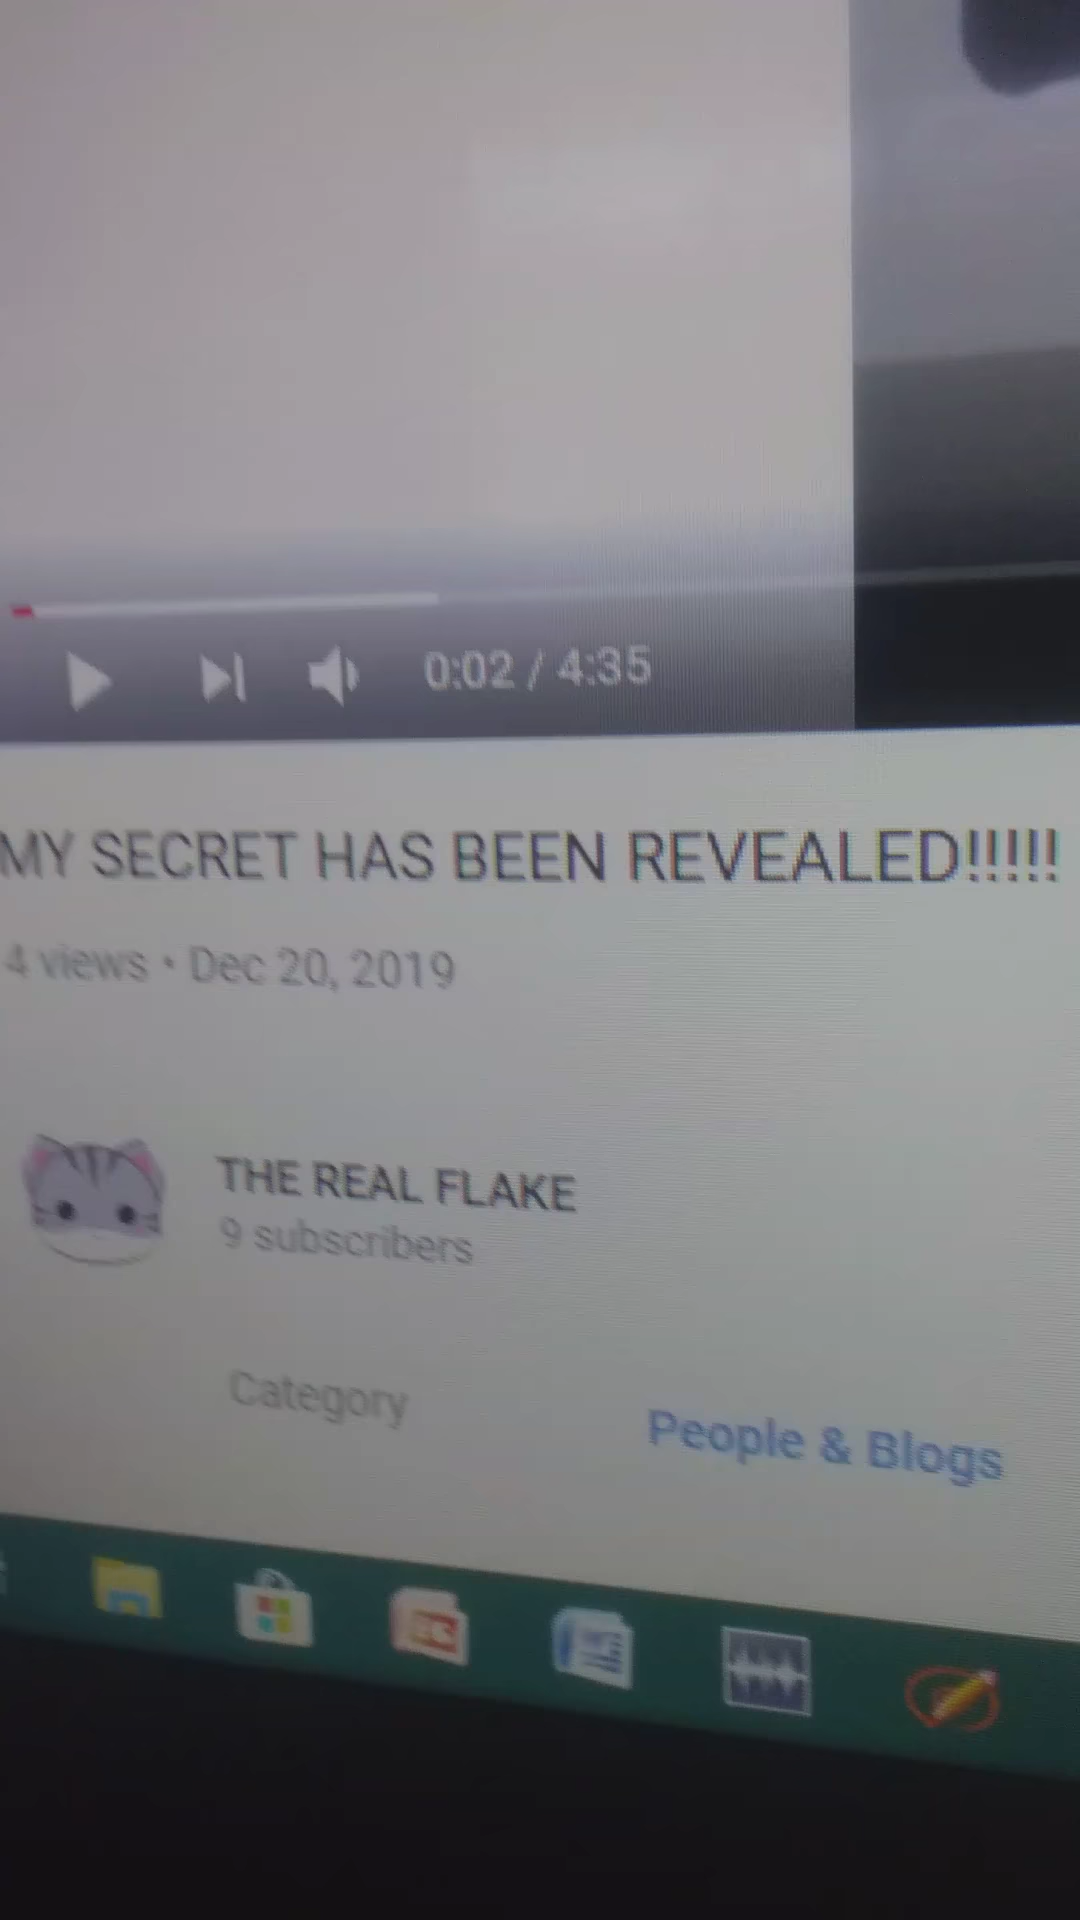 0:02 / 4:35
MY SECRET HAS BEEN REVEALED!!!!!
4 views • Dec 20, 2019
THE REAL FLAKE
9 subscribers
Category
People & Blogs